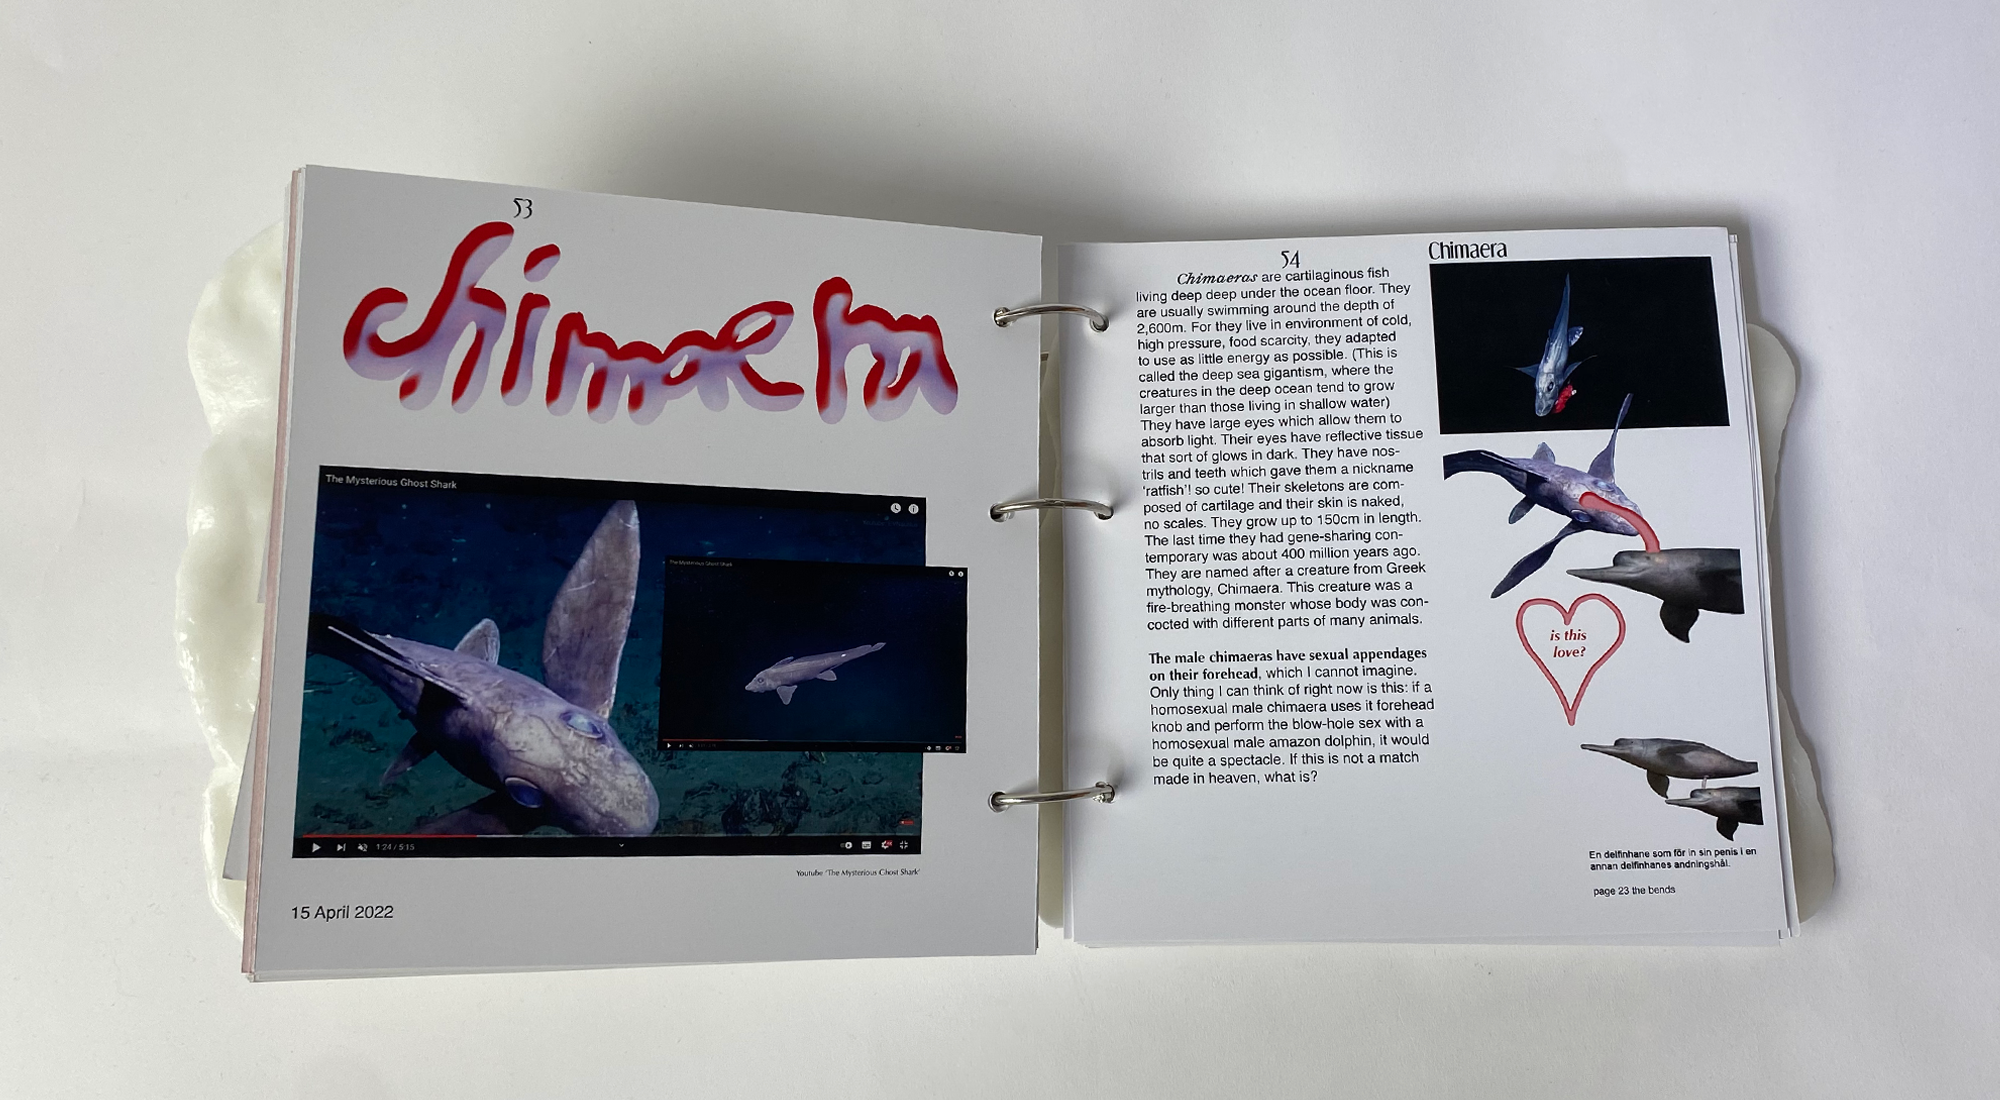 53
chimaera
The Mysterious Ghost Shark
The Mysterious Ghost Shark
1:24 / 5:15
Youtube 'The Mysterious Ghost Shark'
15 April 2022
54
Chimaeras are cartilaginous fish
living deep deep under the ocean floor. They
are usually swimming around the depth of
2,600m. For they live in environment of cold,
high pressure, food scarcity, they adapted
to use as little energy as possible. (This is
called the deep sea gigantism, where the
creatures in the deep ocean tend to grow
larger than those living in shallow water)
They have large eyes which allow them to
absorb light. Their eyes have reflective tissue
that sort of glows in dark. They have nos-
trils and teeth which gave them a nickname
'ratfish'! so cute! Their skeletons are com-
posed of cartilage and their skin is naked,
no scales. They grow up to 150cm in length.
The last time they had gene-sharing con-
temporary was about 400 million years ago.
They are named after a creature from Greek
mythology, Chimaera. This creature was a
fire-breathing monster whose body was con-
cocted with different parts of many animals.
The male chimaeras have sexual appendages
on their forehead, which I cannot imagine.
Only thing I can think of right now is this: if a
homosexual male chimaera uses it forehead
knob and perform the blow-hole sex with a
homosexual male amazon dolphin, it would
be quite a spectacle. If this is not a match
made in heaven, what is?
Chimaera
is this
love?
En delfinhane som för in sin penis i en
annan delfinhanes andningshål.
page 23 the bends